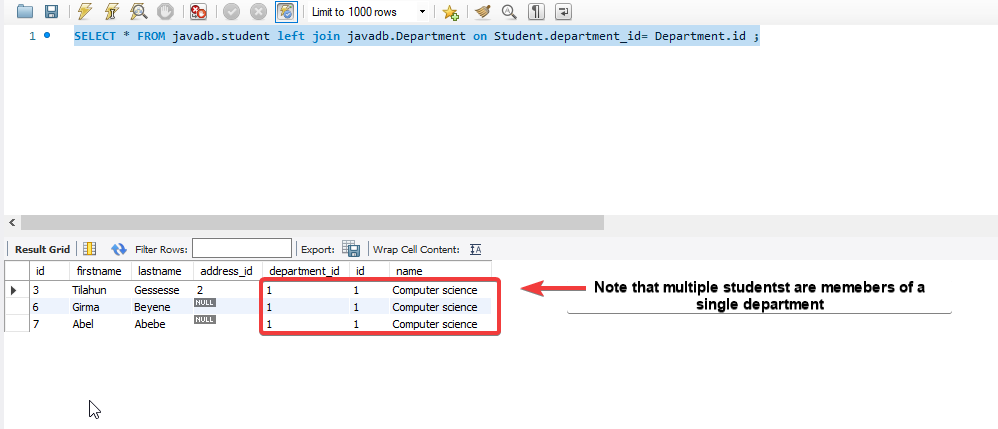 Limit to 1000 rows
1 SELECT * FROM javadb.student left join javadb.Department on Student.department_id= Department.id ;
Result Grid Filter Rows: Export: Wrap Cell Content:
id firstname lastname address_id department_id id name
3 Tilahun Gessesse 2 1 1 Computer science
6 Girma Beyene NULL 1 1 Computer science
7 Abel Abebe NULL 1 1 Computer science
Note that multiple studentst are memebers of a
single department